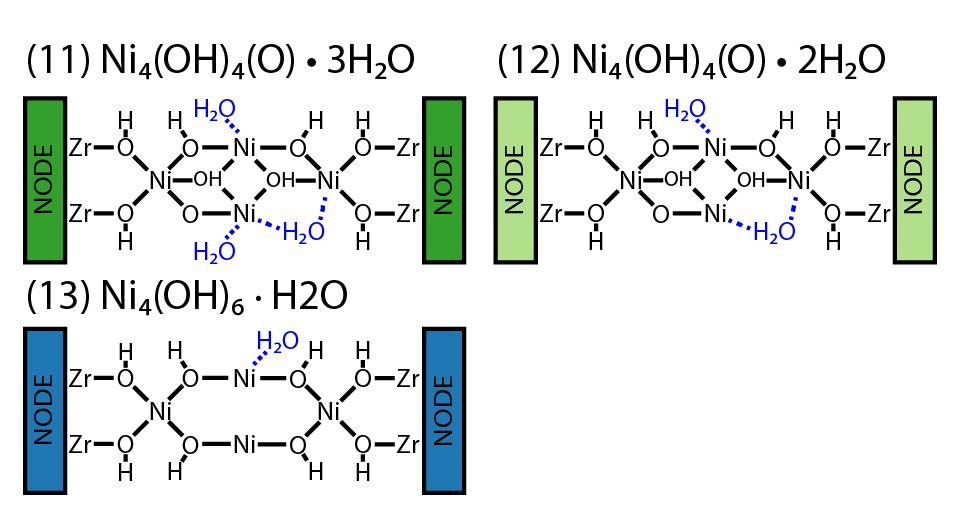 (11) Ni₄(OH)₄(O) • 3H₂O
(12) Ni₄(OH)₄(O) • 2H₂O
NODE
H H H₂O H H
Zr O O Ni O O Zr
Ni OH OH Ni
Zr O O Ni H₂O O Zr
H H₂O H
NODE
NODE
H H H₂O H H
Zr O O Ni O O Zr
Ni OH OH Ni
Zr O O Ni H₂O O Zr
H H
NODE
(13) Ni₄(OH)₆ · H2O
NODE
H H H₂O H H
Zr O O Ni O O Zr
Ni Ni
Zr O O Ni O O Zr
H H H H
NODE